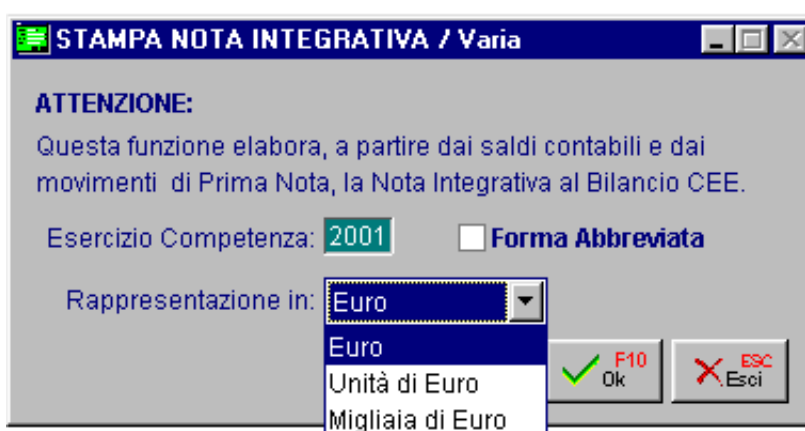 STAMPA NOTA INTEGRATIVA / Varia
ATTENZIONE:
Questa funzione elabora, a partire dai saldi contabili e dai
movimenti di Prima Nota, la Nota Integrativa al Bilancio CEE.
Esercizio Competenza: 2001 Forma Abbreviata
Rappresentazione in: Euro
Euro
Unità di Euro
Migliaia di Euro
F10
Ok
ESC
Esci